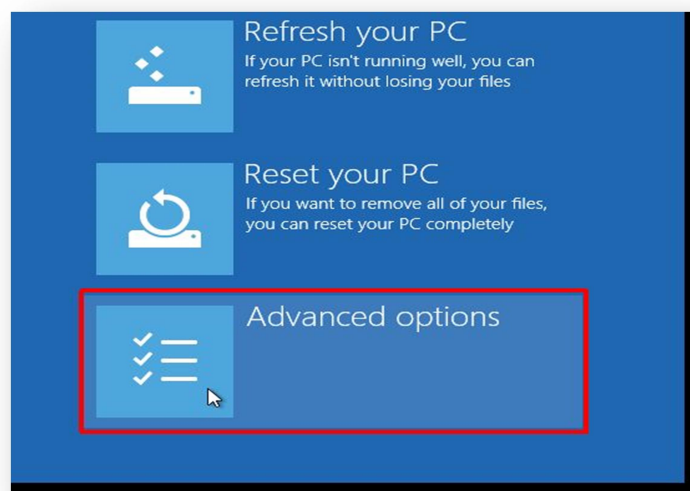 Refresh your PC
If your PC isn't running well, you can
refresh it without losing your files
Reset your PC
If you want to remove all of your files,
you can reset your PC completely
Advanced options